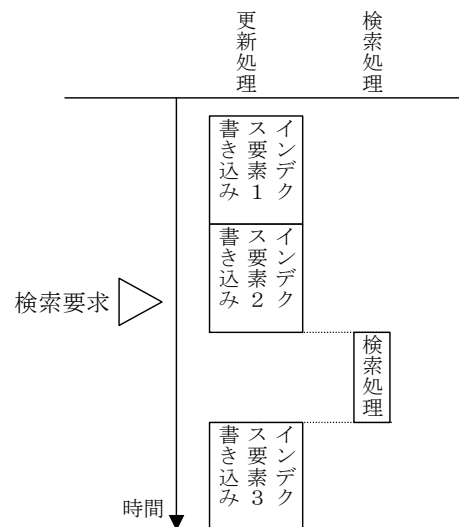 更新処理
検索処理
インデク
ス要素1
書き込み
インデク
ス要素2
書き込み
検索要求
検索処理
インデク
ス要素3
書き込み
時間